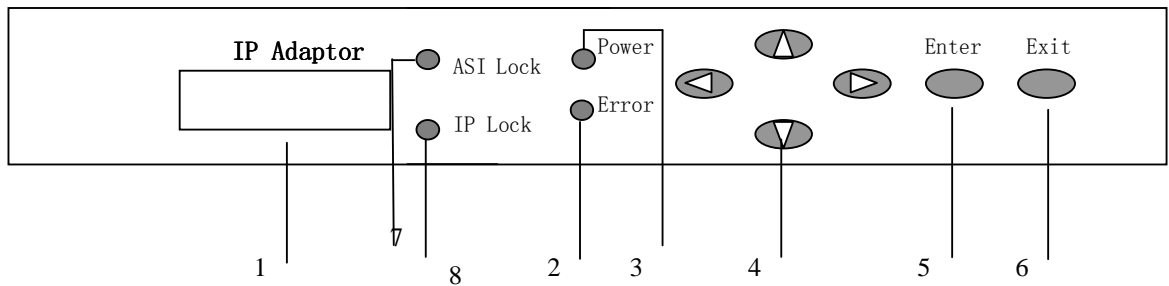 IP Adaptor
ASI Lock
IP Lock
Power
Error
Enter
Exit
1
7
8
2
3
4
5
6